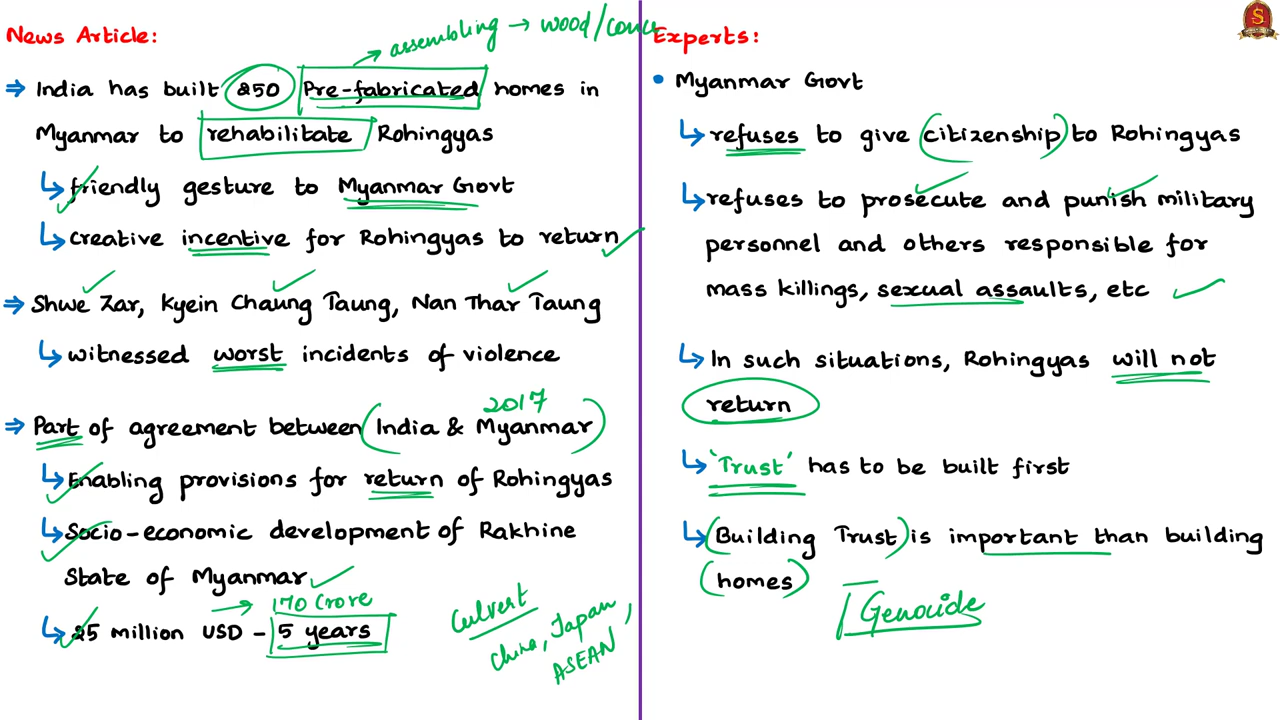 News Article:
assembling → wood/conc
⇒ India has built 250 Pre-fabricated homes in
Myanmar to rehabilitate Rohingyas
↳ friendly gesture to Myanmar Govt
↳ creative incentive for Rohingyas to return
⇒ Shwe Zar, Kyein Chaung Taung, Nan Thar Taung
↳ witnessed worst incidents of violence
2017
⇒ Part of agreement between (India & Myanmar)
↳ Enabling provisions for return of Rohingyas
↳ Socio-economic development of Rakhine
State of Myanmar
→ 170 Crore
↳ 25 million USD - 5 years
Culvert
China, Japan,
ASEAN
Experts:
• Myanmar Govt
↳ refuses to give (citizenship) to Rohingyas
↳ refuses to prosecute and punish military
personnel and others responsible for
mass killings, sexual assaults, etc
↳ In such situations, Rohingyas will not
return
↳ 'Trust' has to be built first
↳ (Building Trust) is important than building
(homes)
Genocide
S